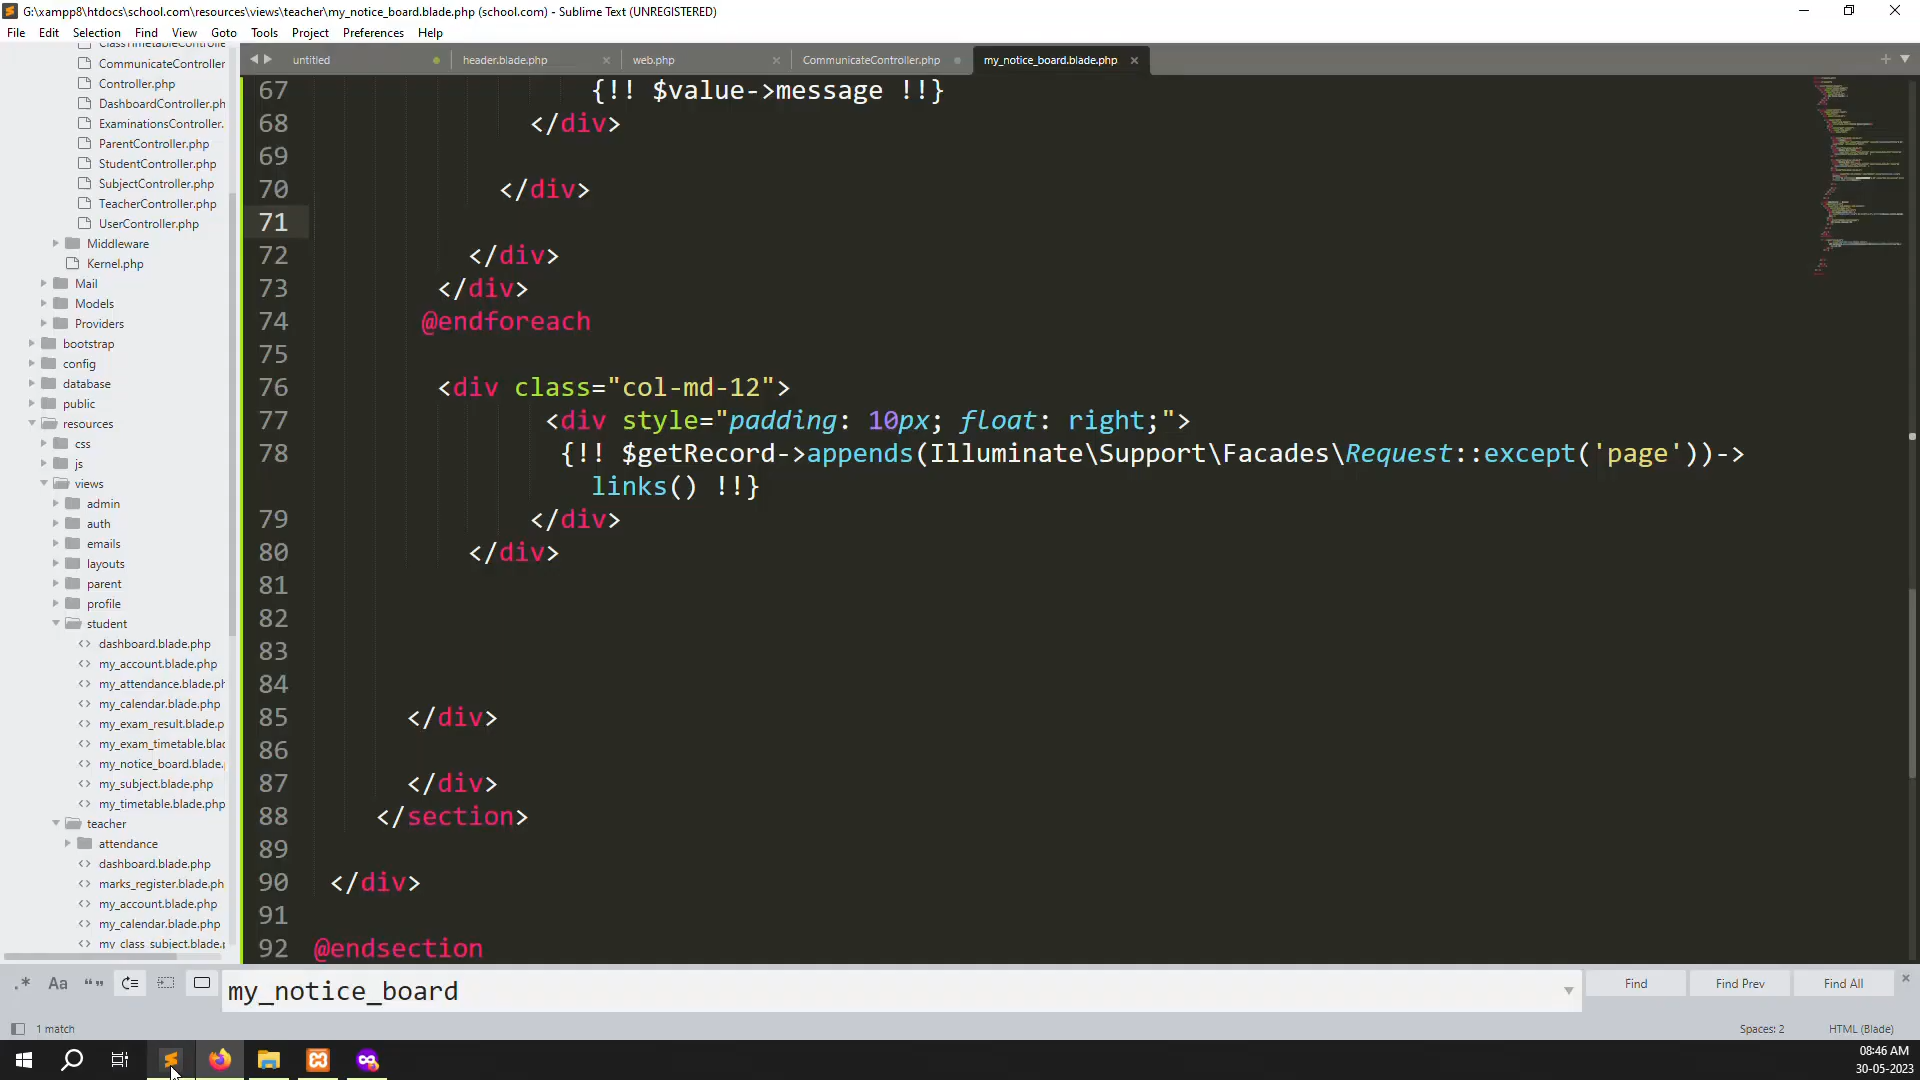 G:\xampp8\htdocs\school.com\resources\views\teacher\my_notice_board.blade.php (school.com) - Sublime Text (UNREGISTERED)
File Edit Selection Find View Goto Tools Project Preferences Help
untitled header.blade.php web.php CommunicateController.php my_notice_board.blade.php
ClassTimetableControlle
CommunicateController
Controller.php
DashboardController.ph
ExaminationsController.
ParentController.php
StudentController.php
SubjectController.php
TeacherController.php
UserController.php
Middleware
Kernel.php
Mail
Models
Providers
bootstrap
config
database
public
resources
css
js
views
admin
auth
emails
layouts
parent
profile
student
dashboard.blade.php
my_account.blade.php
my_attendance.blade.ph
my_calendar.blade.php
my_exam_result.blade.p
my_exam_timetable.blac
my_notice_board.blade.
my_subject.blade.php
my_timetable.blade.php
teacher
attendance
dashboard.blade.php
marks_register.blade.ph
my_account.blade.php
my_calendar.blade.php
my_class_subject.blade.p
67 {!! $value->message !!}
68 </div>
69
70 </div>
71
72 </div>
73 </div>
74 @endforeach
75
76 <div class="col-md-12">
77 <div style="padding: 10px; float: right;">
78 {!! $getRecord->appends(Illuminate\Support\Facades\Request::except('page'))->
links() !!}
79 </div>
80 </div>
81
82
83
84
85 </div>
86
87 </div>
88 </section>
89
90 </div>
91
92 @endsection
.* Aa “” my_notice_board Find Find Prev Find All
1 match Spaces: 2 HTML (Blade)
08:46 AM
30-05-2023